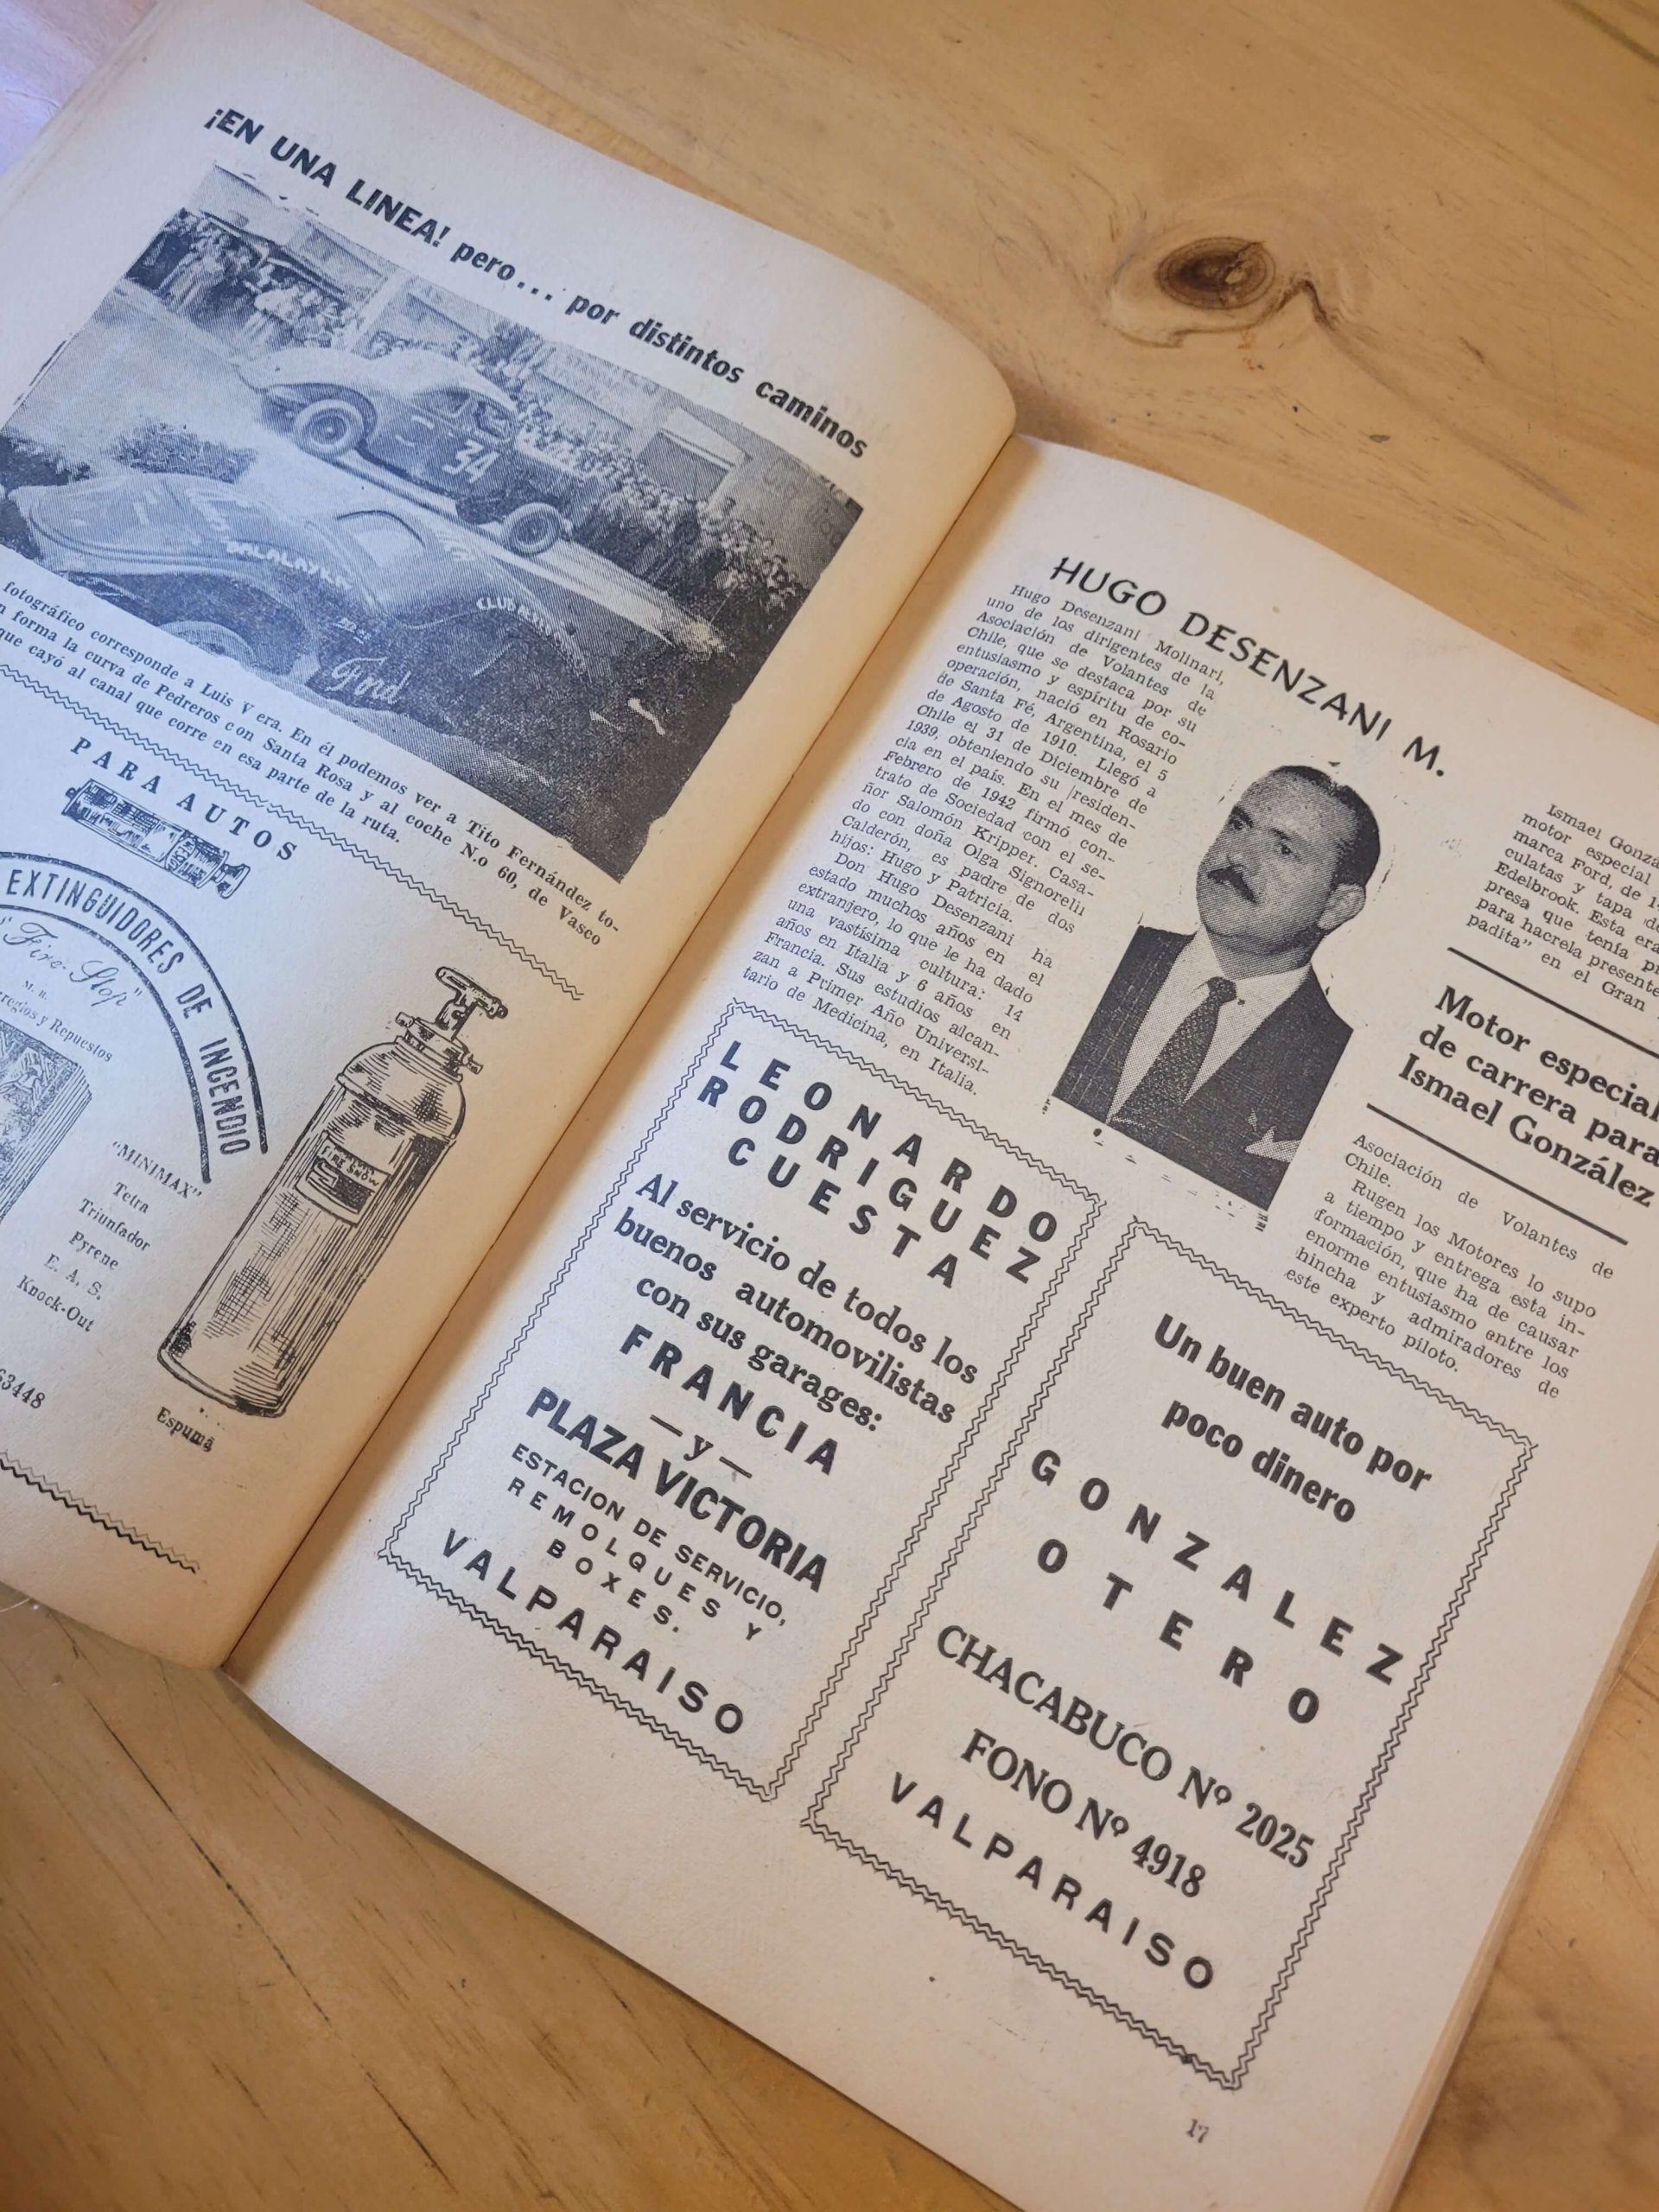 ¡EN UNA LINEA! pero... por distintos caminos
34
BALALAYKA
Ford
fotográfico corresponde a Luis V era. En él podemos ver a Tito Fernández to-
forma la curva de Pedreros con Santa Rosa y al coche N.o 60, de Vasco
que cayó al canal que corre en esa parte de la ruta.
PARA AUTOS
EXTINGUIDORES DE INCENDIO
"Fire-Stop"
M. R.
y Repuestos
"MINIMAX"
Tetra
Triunfador
Pyrene
E. A. S.
Knock-Out
63448
Espuma
HUGO DESENZANI M.
Hugo Desenzani Molinari,
uno de los dirigentes de la
Asociación de Volantes de
Chile, que se destaca por su
entusiasmo y espíritu de co-
operación, nació en Rosario
de Santa Fé, Argentina, el 5
de Agosto de 1910. Llegó a
Chile el 31 de Diciembre de
1939, obteniendo su residen-
cia en el país. En el mes de
Febrero de 1942 firmó con-
trato de Sociedad con el se-
ñor Salomón Kripper. Casa-
do con doña Olga Signorelli
Calderón, es padre de dos
hijos: Hugo y Patricia.
Don Hugo Desenzani ha
estado muchos años en el
extranjero, lo que le ha dado
una vastísima cultura: 14
años en Italia y 6 años en
Francia. Sus estudios alcan-
zan a Primer Año Universi-
tario de Medicina, en Italia.
Ismael Gonzá
motor especial
marca Ford, de
culatas y tapa
Edelbrook. Esta era
presa que tenía
para hacrela presente
padita" en el Gran
Motor especial
de carrera para
Ismael González
Asociación de Volantes de
Chile.
Rugen los Motores lo supo
a tiempo y entrega esta in-
formación, que ha de causar
enorme entusiasmo entre los
hincha y admiradores de
este experto piloto.
LEONARDO
RODRIGUEZ
CUESTA
Al servicio de todos los
buenos automovilistas
con sus garages:
FRANCIA
— y —
PLAZA VICTORIA
ESTACION DE SERVICIO,
REMOLQUES Y
BOXES.
VALPARAISO
Un buen auto por
poco dinero
GONZALEZ
OTERO
CHACABUCO Nº 2025
FONO Nº 4918
VALPARAISO
17